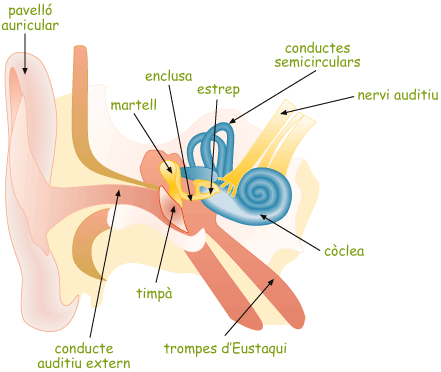 pavelló
auricular
conductes
semicirculars
enclusa
estrep
martell
nervi auditiu
còclea
timpà
conducte
auditiu extern
trompes d'Eustaqui